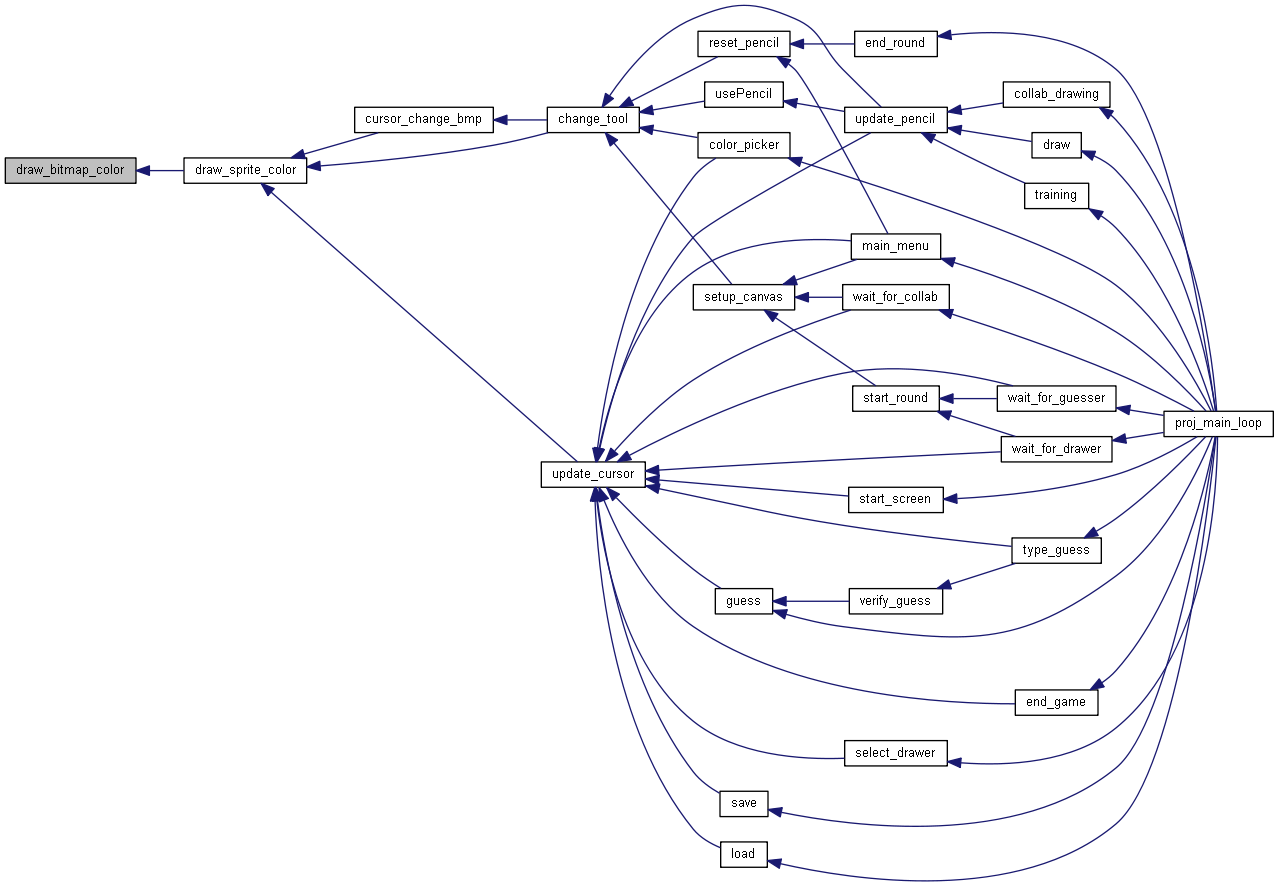 draw_bitmap_color
draw_sprite_color
cursor_change_bmp
change_tool
update_cursor
reset_pencil
usePencil
color_picker
setup_canvas
guess
save
load
end_round
update_pencil
main_menu
wait_for_collab
start_round
start_screen
verify_guess
select_drawer
collab_drawing
draw
training
wait_for_guesser
wait_for_drawer
type_guess
end_game
proj_main_loop